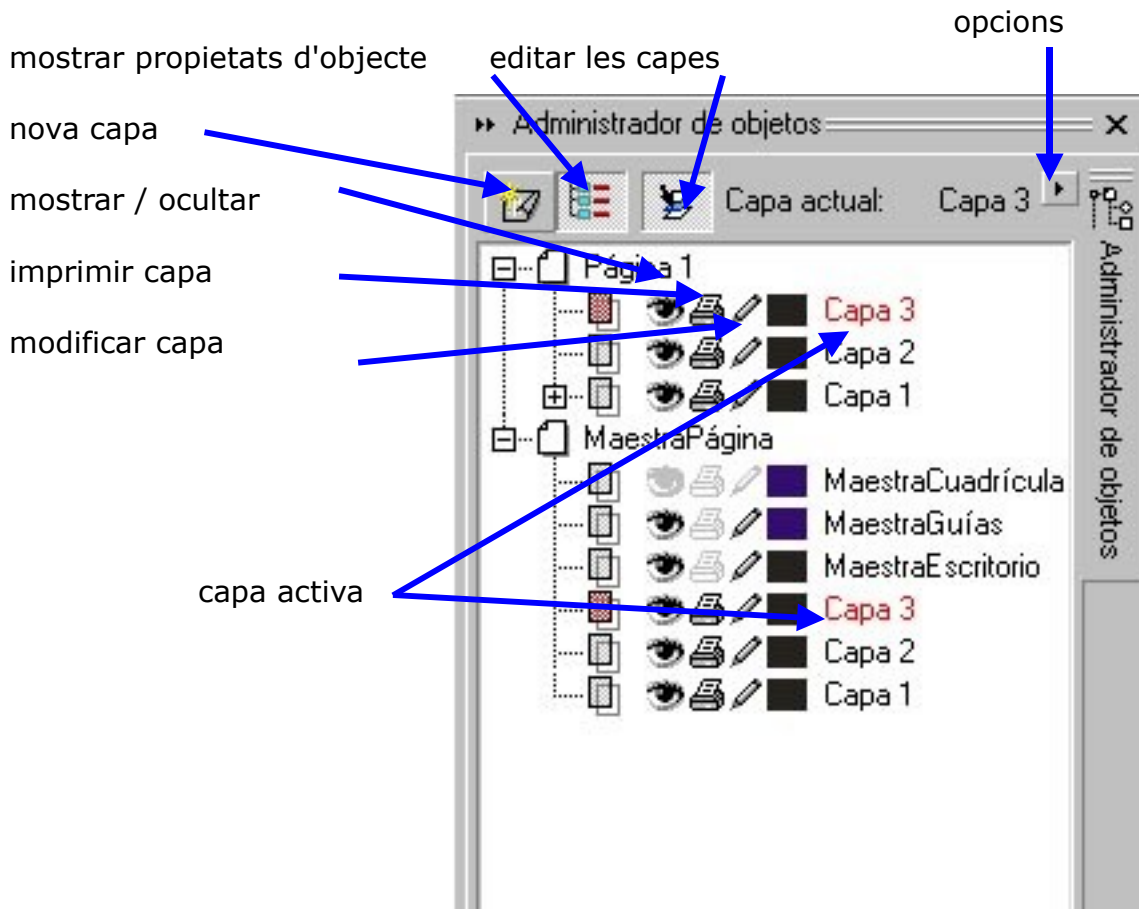 opcions
mostrar propietats d'objecte
editar les capes
nova capa
mostrar / ocultar
imprimir capa
modificar capa
capa activa
Administrador de objetos
Capa actual: Capa 3
Página 1
Capa 3
Capa 2
Capa 1
MaestraPágina
MaestraCuadrícula
MaestraGuías
MaestraEscritorio
Capa 3
Capa 2
Capa 1
Administrador de objetos